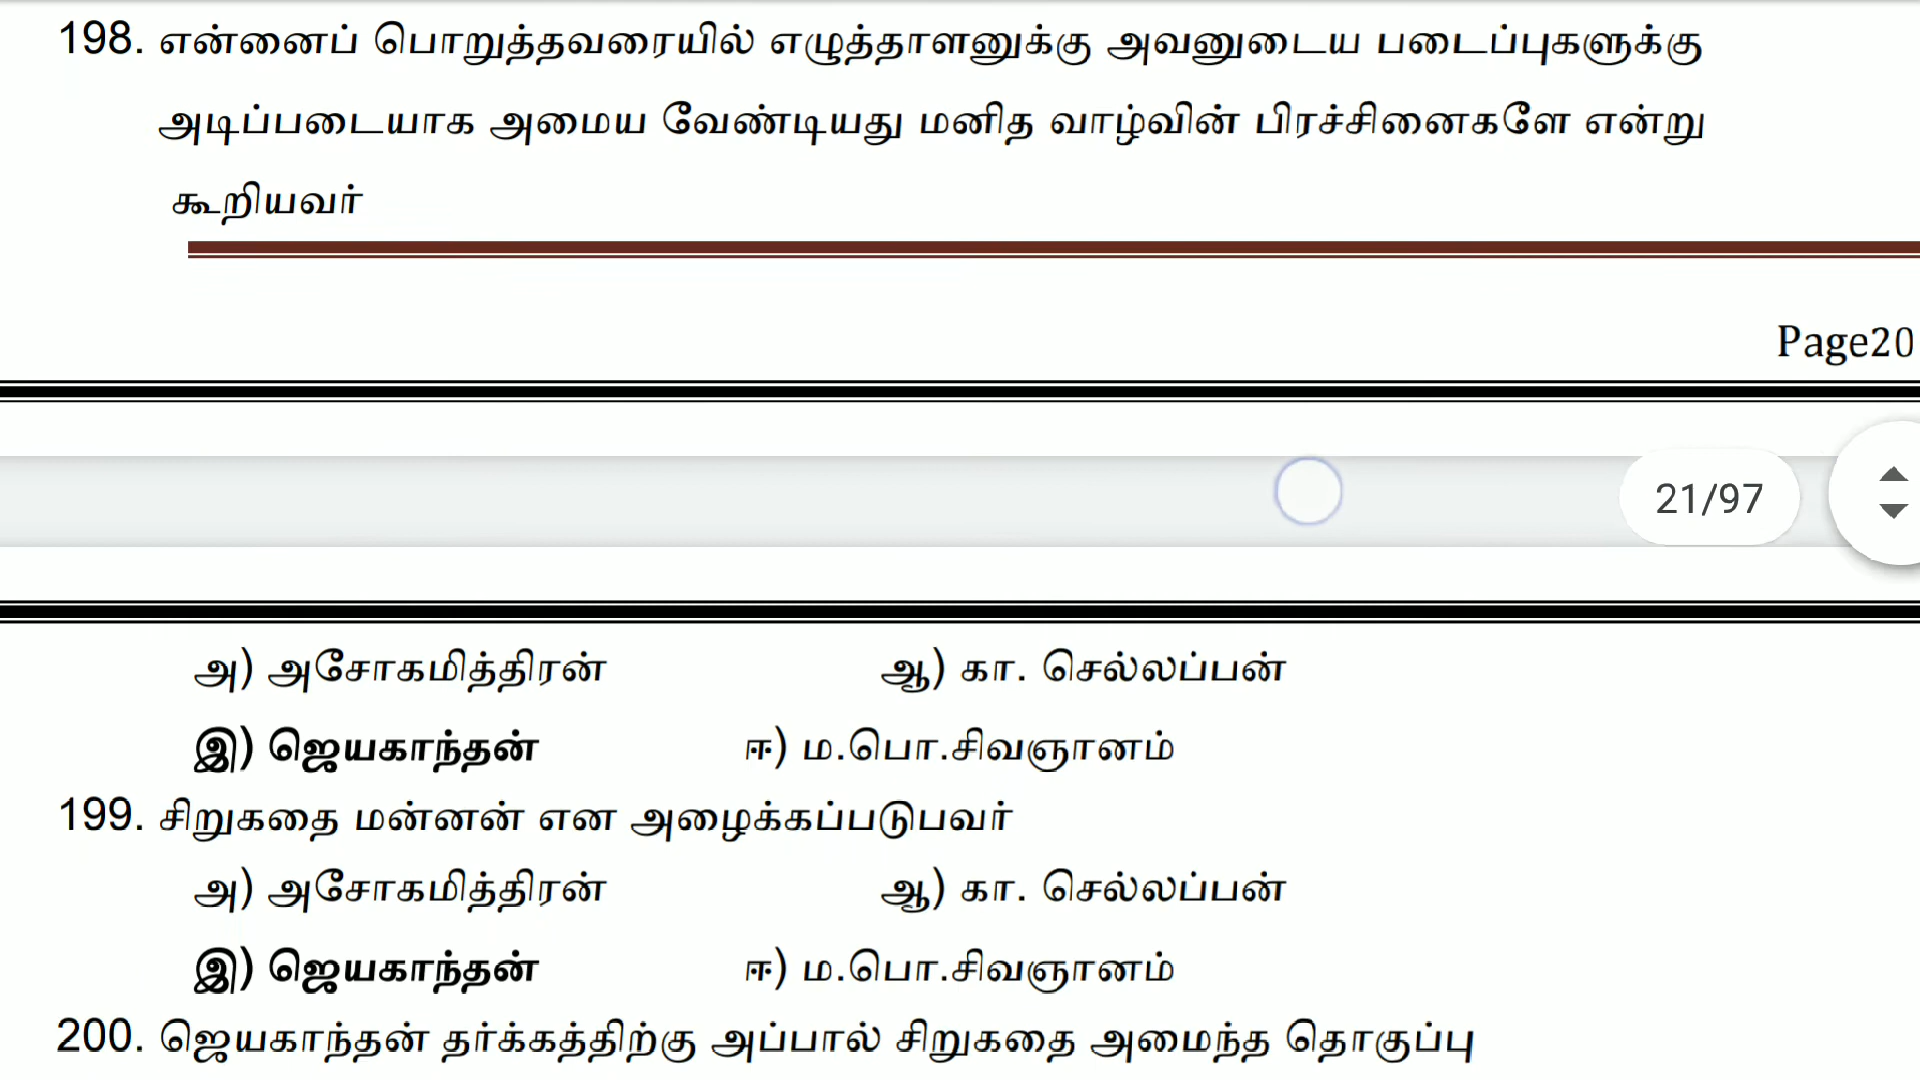 198. என்னைப் பொறுத்தவரையில் எழுத்தாளனுக்கு அவனுடைய படைப்புகளுக்கு
அடிப்படையாக அமைய வேண்டியது மனித வாழ்வின் பிரச்சினைகளே என்று
கூறியவர்
Page20
21/97
அ) அசோகமித்திரன் ஆ) கா. செல்லப்பன்
இ) ஜெயகாந்தன் ஈ) ம.பொ.சிவஞானம்
199. சிறுகதை மன்னன் என அழைக்கப்படுபவர்
அ) அசோகமித்திரன் ஆ) கா. செல்லப்பன்
இ) ஜெயகாந்தன் ஈ) ம.பொ.சிவஞானம்
200. ஜெயகாந்தன் தர்க்கத்திற்கு அப்பால் சிறுகதை அமைந்த தொகுப்பு